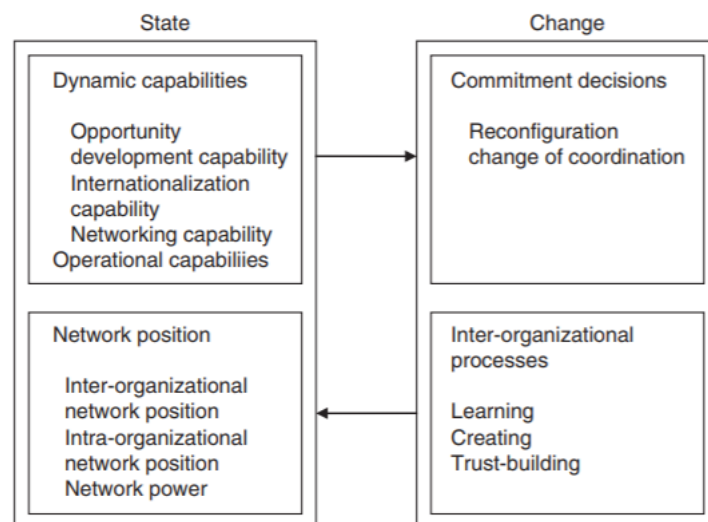 State
Dynamic capabilities
Opportunity
development capability
Internationalization
capability
Networking capability
Operational capabiliies
Network position
Inter-organizational
network position
Intra-organizational
network position
Network power
Change
Commitment decisions
Reconfiguration
change of coordination
Inter-organizational
processes
Learning
Creating
Trust-building